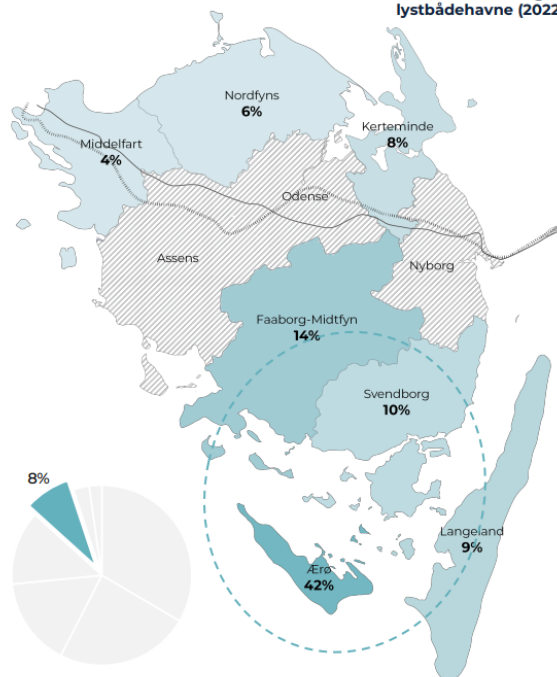 lystbådehavne (2022
Nordfyns
6%
Kerteminde
8%
Middelfart
4%
Odense
Assens
Nyborg
Faaborg-Midtfyn
14%
Svendborg
10%
8%
Langeland
9%
Ærø
42%